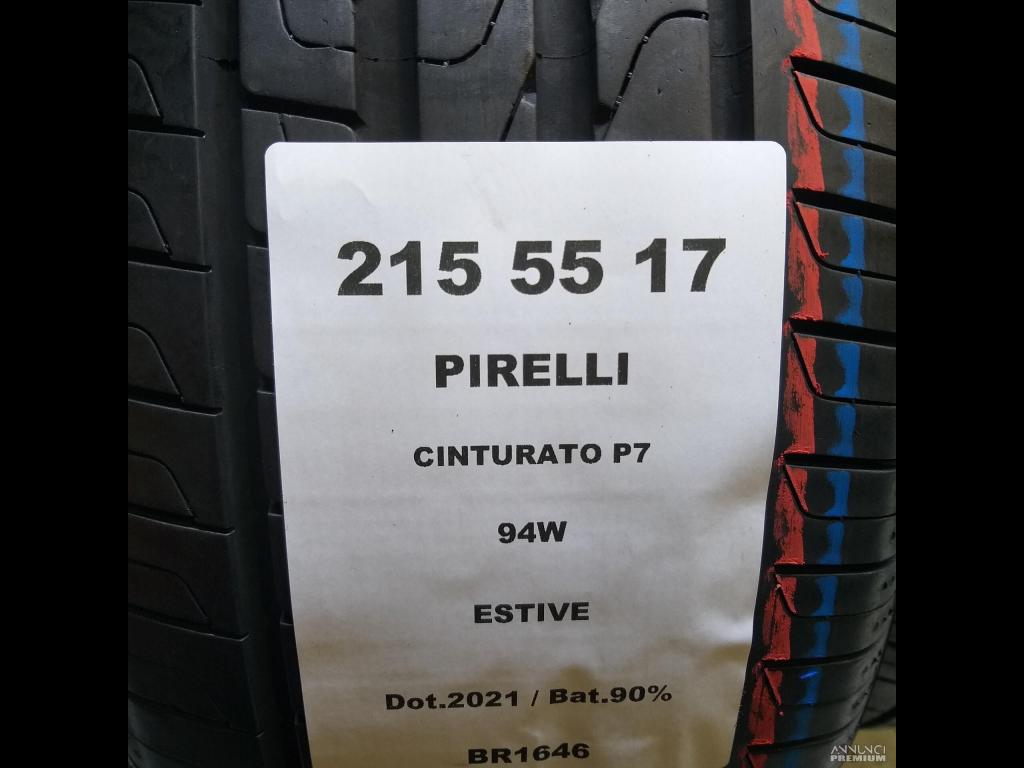 215 55 17
PIRELLI
CINTURATO P7
94W
ESTIVE
Dot.2021 / Bat.90%
BR1646
ANNUNCI
PREMIUM